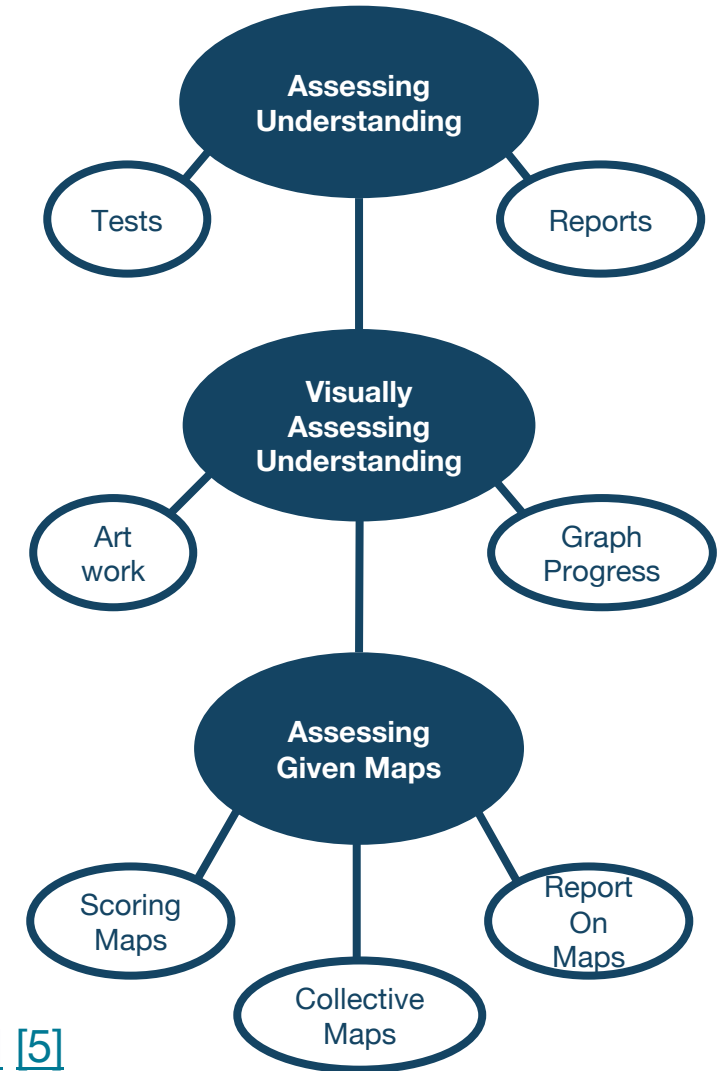 Assessing
Understanding
Tests
Reports
Visually
Assessing
Understanding
Art
work
Graph
Progress
Assessing
Given Maps
Scoring
Maps
Report
On
Maps
Collective
Maps
[5]